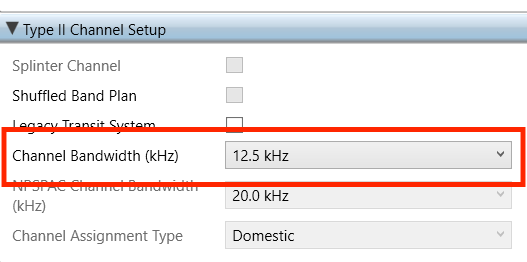 Type II Channel Setup
Splinter Channel
Shuffled Band Plan
Legacy Transit System
Channel Bandwidth (kHz) 12.5 kHz
NPSPAC Channel Bandwidth
(kHz) 20.0 kHz
Channel Assignment Type Domestic